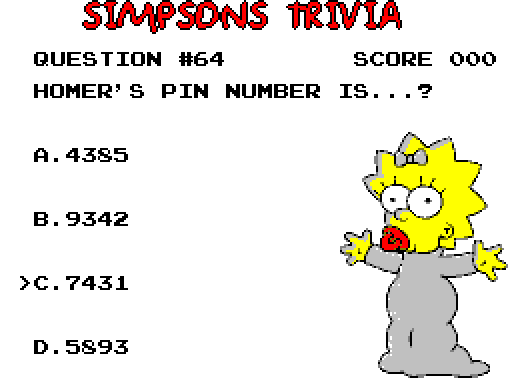 SIMPSONS TRIVIA
QUESTION #64 SCORE 000
HOMER'S PIN NUMBER IS...?
A.4385
B.9342
>C.7431
D.5893